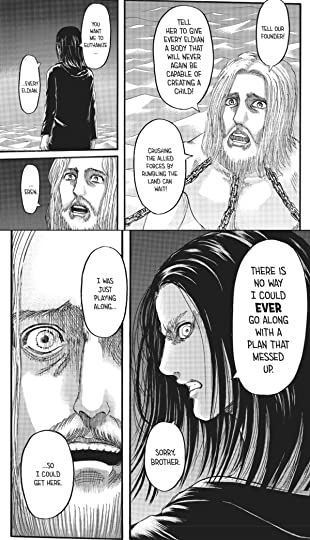 TELL OUR
FOUNDER!
TELL
HER TO GIVE
EVERY ELDIAN
A BODY THAT
WILL NEVER
AGAIN BE
CAPABLE OF
CREATING A
CHILD!
CRUSHING
THE ALLIED
FORCES BY
RUMBLING THE
LAND CAN
WAIT!
YOU
WANT
ME TO
EUTHANIZE...
...EVERY
ELDIAN.
...
EREN.
THERE IS
NO WAY
I COULD
EVER
GO ALONG
WITH A
PLAN THAT
MESSED
UP.
SORRY,
BROTHER.
I WAS
JUST
PLAYING
ALONG...
...SO I
COULD
GET HERE.